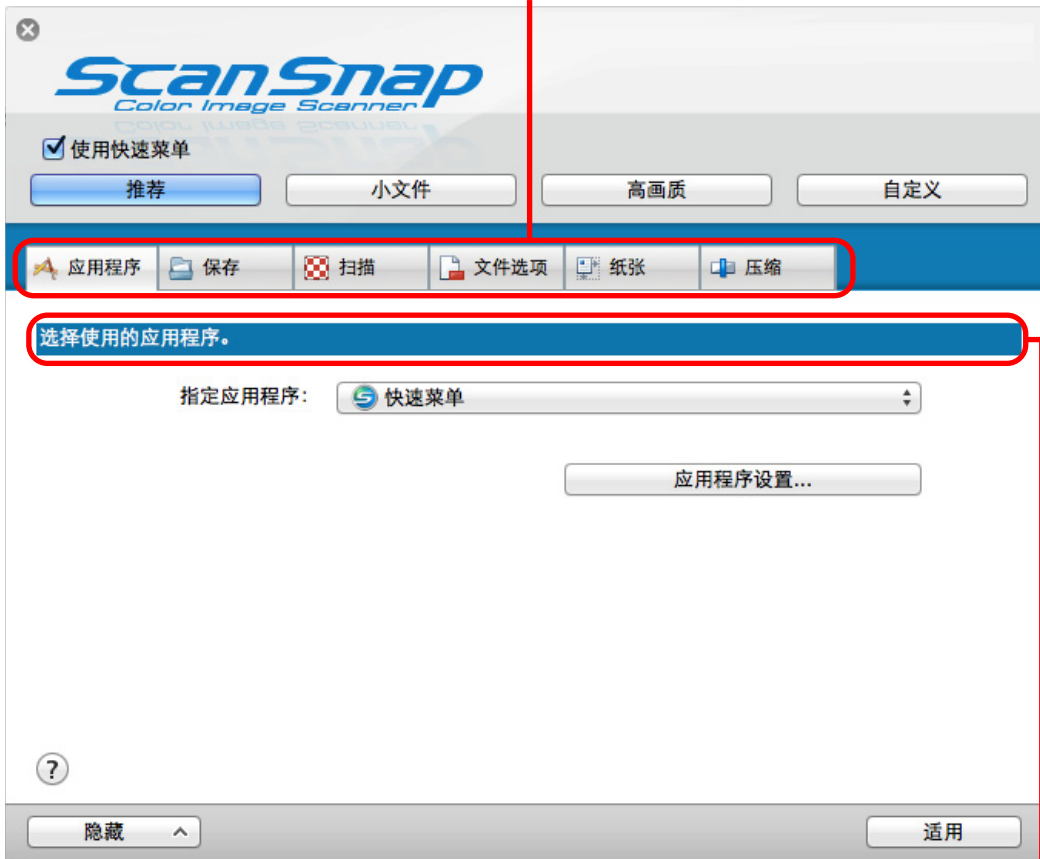 ScanSnap
Color Image Scanner
使用快速菜单
推荐 小文件 高画质 自定义
应用程序 保存 扫描 文件选项 纸张 压缩
选择使用的应用程序。
指定应用程序： 快速菜单
应用程序设置...
?
隐藏 适用